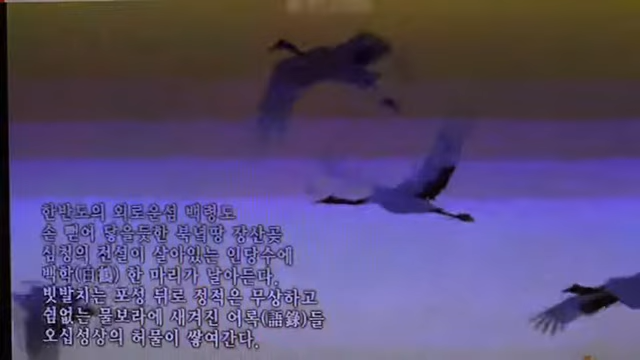 한반도의 외로운섬 백령도
손 뻗어 닿을듯한 북녘땅 장산곶
심청의 전설이 살아있는 인당수에
백학(白鶴) 한 마리가 날아든다.
빗발치는 포성 뒤로 정적은 무상하고
쉼없는 물보라에 새겨진 어록(語錄)들
오십성상의 허물이 쌓여간다.